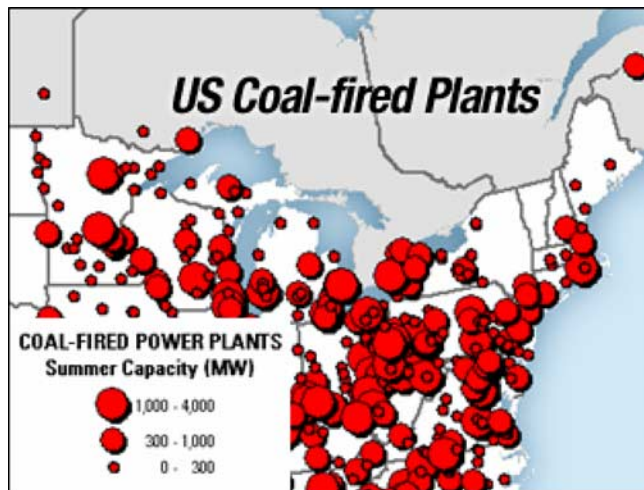 US Coal-fired Plants
COAL-FIRED POWER PLANTS
Summer Capacity (MW)
1,000 - 4,000
300 - 1,000
0 - 300